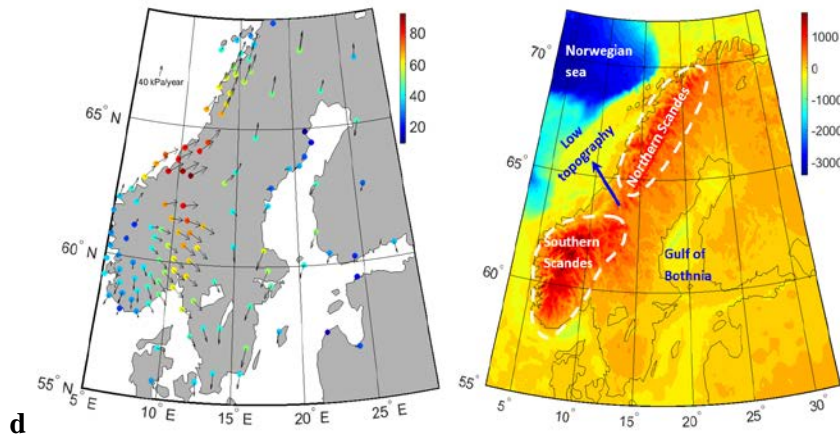 80
60
40
20
40 kPa/year
65° N
60° N
55° N
5° E
10° E
15° E
20° E
25° E
d
1000
0
-1000
-2000
-3000
Norwegian
sea
Low
topography
Northern Scandes
Southern
Scandes
Gulf of
Bothnia
70°
65°
60°
55°
5°
10°
15°
20°
25°
30°